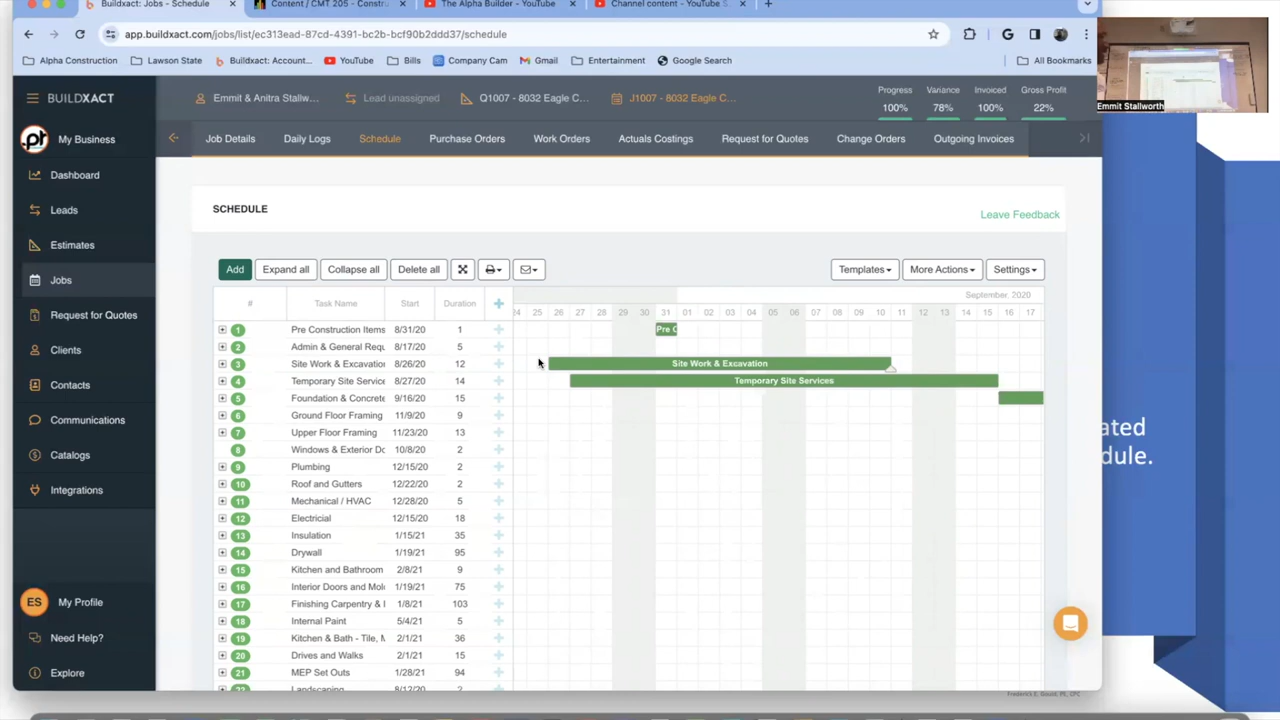 Buildxact: Jobs - Schedule
Content / CMT 205 - Constru
The Alpha Builder - YouTube
Channel content - YouTube S
app.buildxact.com/jobs/list/ec313ead-87cd-4391-bc2b-bcf90b2ddd37/schedule
Alpha Construction
Lawson State
Buildxact: Account...
YouTube
Bills
Company Cam
Gmail
Entertainment
Google Search
All Bookmarks
Emmit Stallworth
BUILDXACT
Emmit & Anitra Stallw...
Lead unassigned
Q1007 - 8032 Eagle C...
J1007 - 8032 Eagle C...
Progress Variance Invoiced Gross Profit
100% 78% 100% 22%
My Business
Job Details Daily Logs Schedule Purchase Orders Work Orders Actuals Costings Request for Quotes Change Orders Outgoing Invoices
Dashboard
Leads
Estimates
Jobs
Request for Quotes
Clients
Contacts
Communications
Catalogs
Integrations
ES My Profile
Need Help?
Explore
SCHEDULE
Leave Feedback
Add Expand all Collapse all Delete all Templates More Actions Settings
# Task Name Start Duration +
September, 2020
24 25 26 27 28 29 30 31 01 02 03 04 05 06 07 08 09 10 11 12 13 14 15 16 17
1 Pre Construction Items 8/31/20 1 Pre C
2 Admin & General Requ 8/17/20 5
3 Site Work & Excavation 8/26/20 12 Site Work & Excavation
4 Temporary Site Service 8/27/20 14 Temporary Site Services
5 Foundation & Concrete 9/16/20 15
6 Ground Floor Framing 11/9/20 9
7 Upper Floor Framing 11/23/20 13
8 Windows & Exterior Do 10/8/20 2
9 Plumbing 12/15/20 2
10 Roof and Gutters 12/22/20 2
11 Mechanical / HVAC 12/28/20 5
12 Electricial 12/15/20 18
13 Insulation 1/15/21 35
14 Drywall 1/19/21 95
15 Kitchen and Bathroom 2/8/21 9
16 Interior Doors and Mol 1/19/21 75
17 Finishing Carpentry & I 1/8/21 103
18 Internal Paint 5/4/21 5
19 Kitchen & Bath - Tile, M 2/1/21 36
20 Drives and Walks 2/1/21 15
21 MEP Set Outs 1/28/21 94
22 Landscaping 8/12/20 2
ated
dule.
Frederick E. Gould, PE, CPC